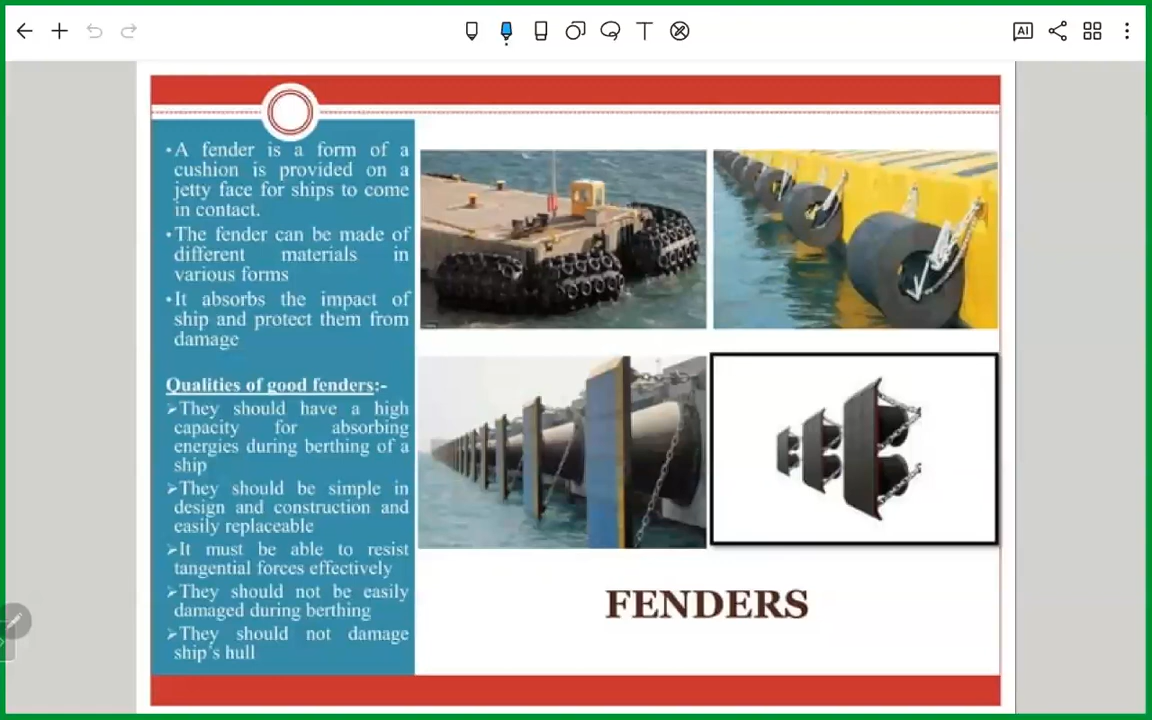 AI
T
•A fender is a form of a
cushion is provided on a
jetty face for ships to come
in contact.
•The fender can be made of
different materials in
various forms
•It absorbs the impact of
ship and protect them from
damage
Qualities of good fenders:-
➢They should have a high
capacity for absorbing
energies during berthing of a
ship
➢They should be simple in
design and construction and
easily replaceable
➢It must be able to resist
tangential forces effectively
➢They should not be easily
damaged during berthing
➢They should not damage
ship's hull
FENDERS